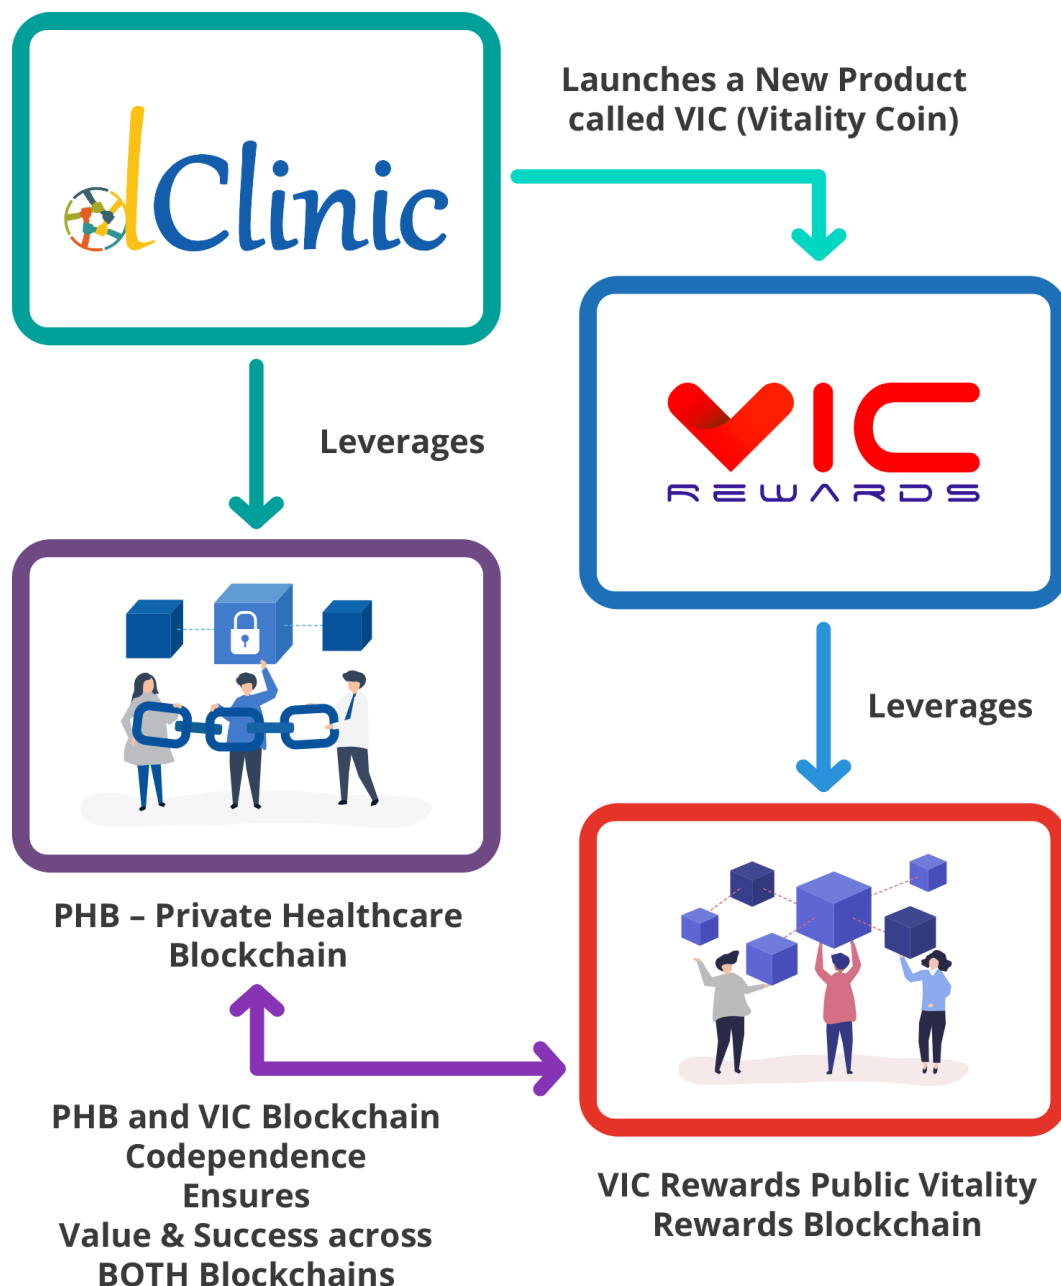 dClinic
Launches a New Product
called VIC (Vitality Coin)
VIC
REWARDS
Leverages
Leverages
PHB – Private Healthcare
Blockchain
PHB and VIC Blockchain
Codependence
Ensures
Value & Success across
BOTH Blockchains
VIC Rewards Public Vitality
Rewards Blockchain